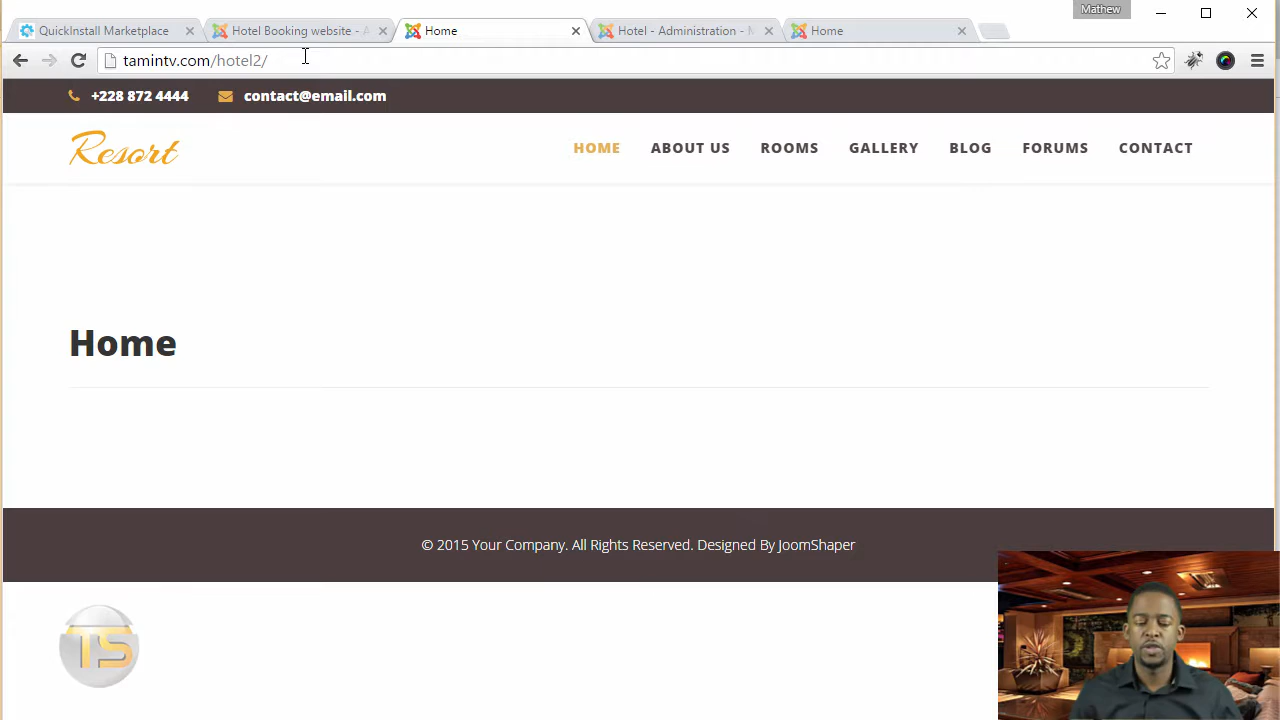 Mathew
QuickInstall Marketplace
Hotel Booking website - A
Home
Hotel - Administration - M
Home
tamintv.com/hotel2/
+228 872 4444 contact@email.com
Resort
HOME ABOUT US ROOMS GALLERY BLOG FORUMS CONTACT
Home
© 2015 Your Company. All Rights Reserved. Designed By JoomShaper
TS